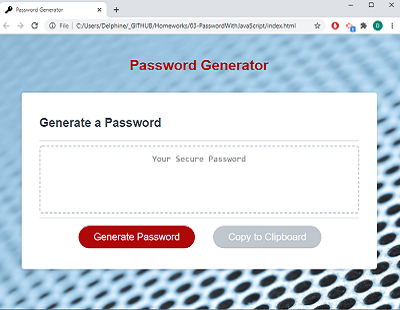 Password Generator
File | C:/Users/Delphine/_GITHUB/Homeworks/03-PasswordWithJavaScript/index.html
Password Generator
Generate a Password
Your Secure Password
Generate Password
Copy to Clipboard